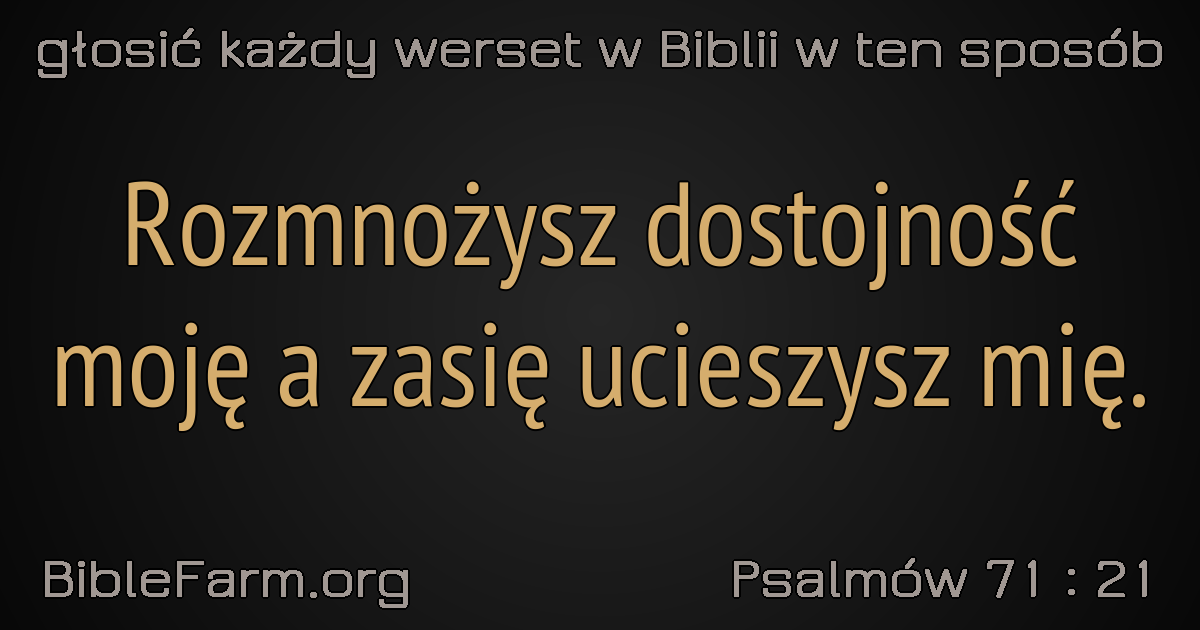 głosić każdy werset w Biblii w ten sposób
Rozmnożysz dostojność
moję a zasię ucieszysz mię.
BibleFarm.org
Psalmów 71 : 21